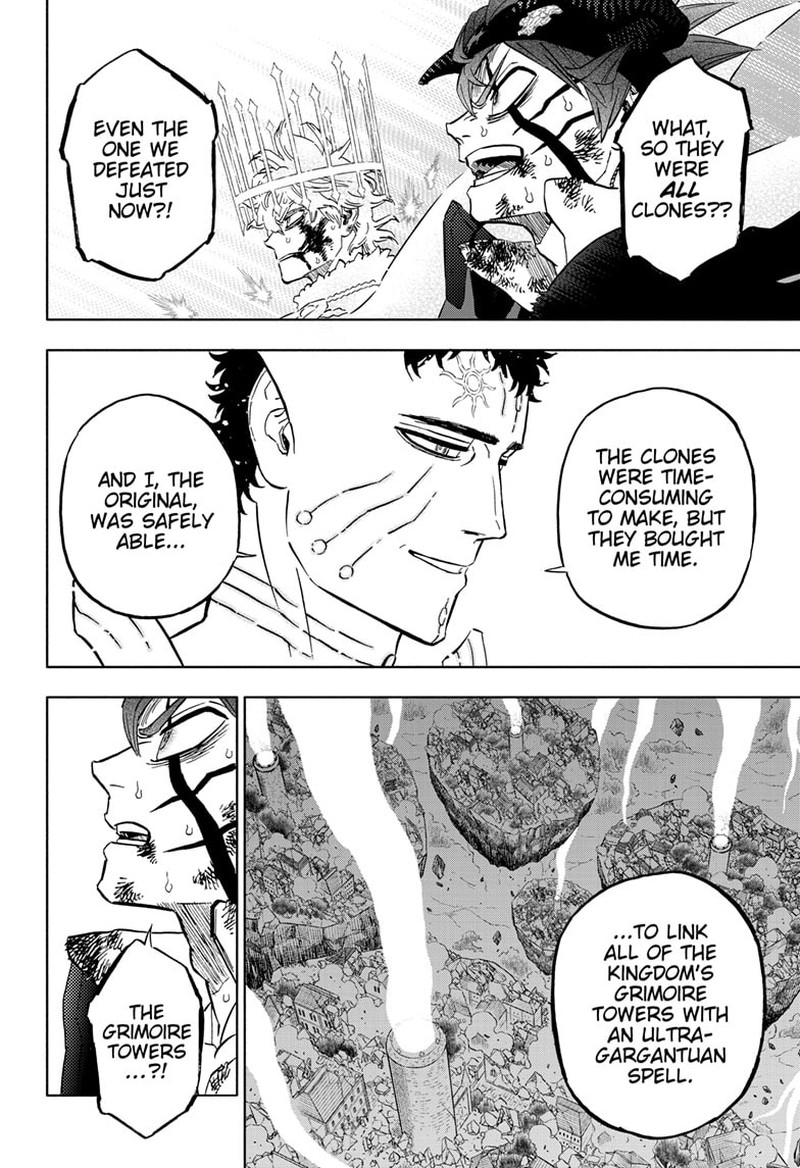 WHAT,
SO THEY
WERE
ALL
CLONES??
EVEN THE
ONE WE
DEFEATED
JUST
NOW?!
THE CLONES
WERE TIME-
CONSUMING
TO MAKE, BUT
THEY BOUGHT
ME TIME.
AND I, THE
ORIGINAL,
WAS SAFELY
ABLE...
...TO LINK
ALL OF THE
KINGDOM'S
GRIMOIRE
TOWERS WITH
AN ULTRA-
GARGANTUAN
SPELL.
THE
GRIMOIRE
TOWERS
...?!